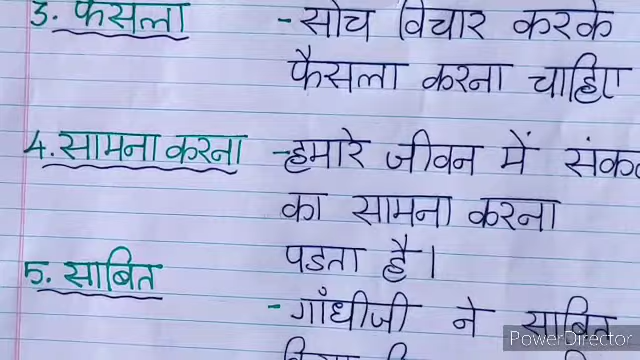 3. फैसला - सोच विचार करके
फैसला करना चाहिए
4. सामना करना - हमारे जीवन में
का सामना करना
पडता है।
5. साबित
- गाँधीजी ने साबित
PowerDirector